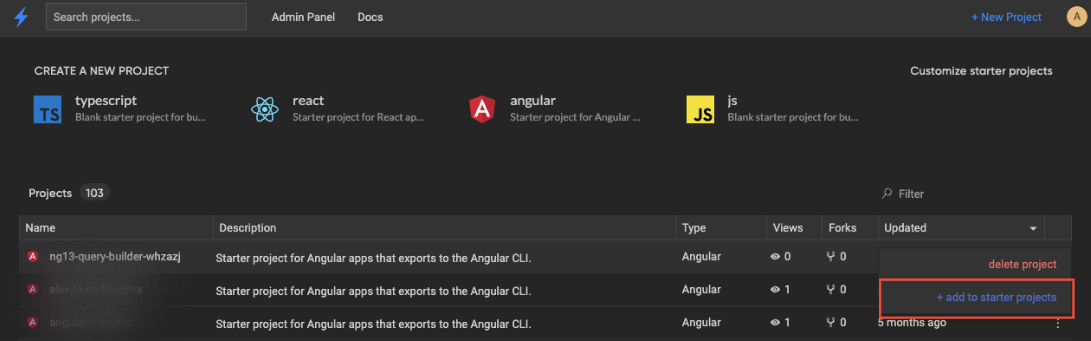 Search projects... Admin Panel Docs + New Project A
CREATE A NEW PROJECT Customize starter projects
TS typescript react angular JS js
Blank starter project for bu... Starter project for React ap... Starter project for Angular ... Blank starter project for bu...
Projects 103 Filter
Name Description Type Views Forks Updated
ng13-query-builder-whzazj Starter project for Angular apps that exports to the Angular CLI. Angular 0 0 delete project
Starter project for Angular apps that exports to the Angular CLI. Angular 1 0 + add to starter projects
Starter project for Angular apps that exports to the Angular CLI. Angular 1 0 5 months ago